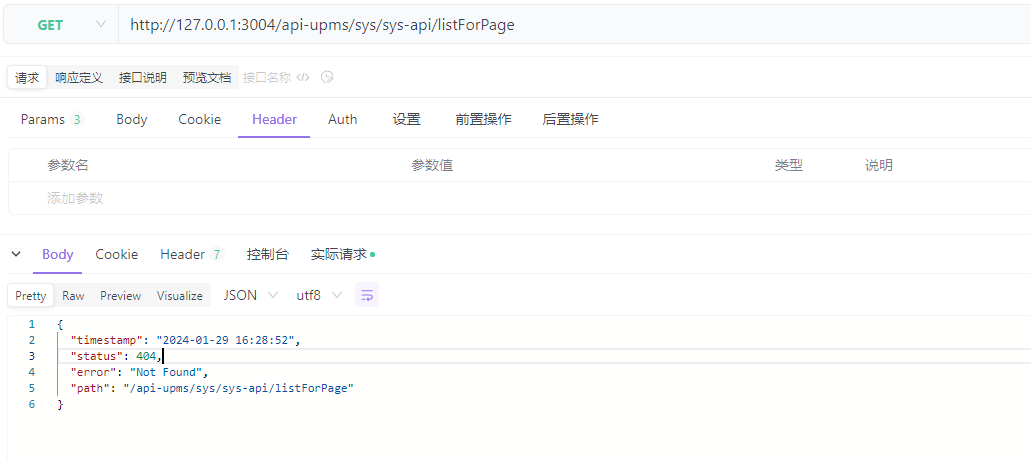 GET http://127.0.0.1:3004/api-upms/sys/sys-api/listForPage
请求 响应定义 接口说明 预览文档 接口名称 </>
Params 3 Body Cookie Header Auth 设置 前置操作 后置操作
参数名 参数值 类型 说明
添加参数
Body Cookie Header 7 控制台 实际请求
Pretty Raw Preview Visualize JSON utf8
1 {
2 "timestamp": "2024-01-29 16:28:52",
3 "status": 404,
4 "error": "Not Found",
5 "path": "/api-upms/sys/sys-api/listForPage"
6 }